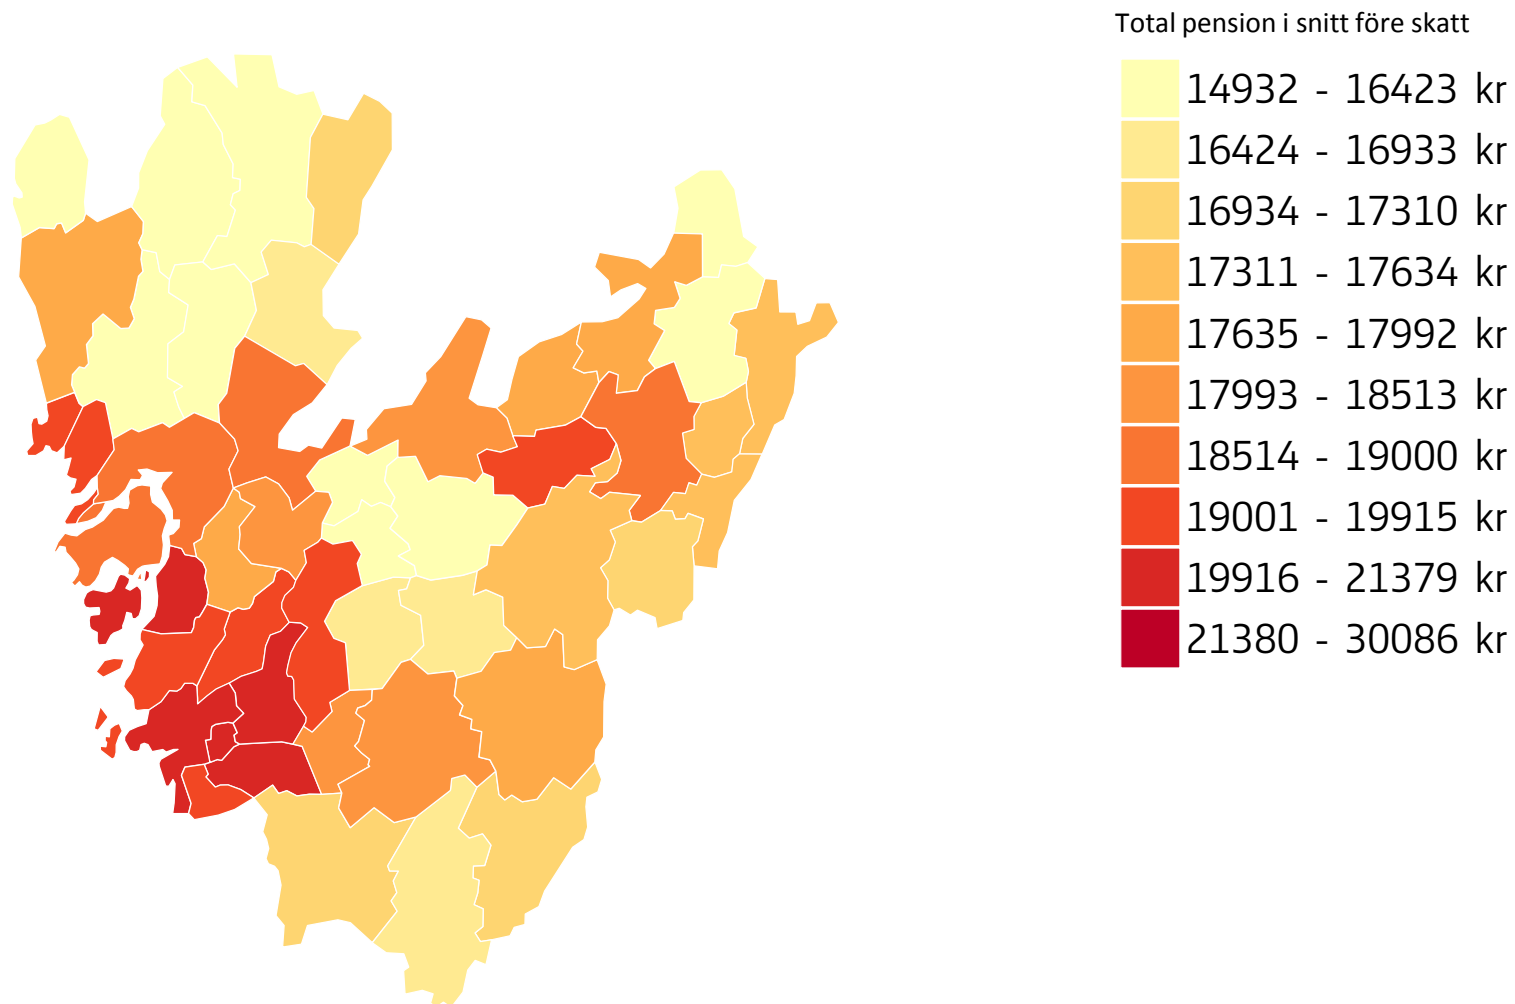 Total pension i snitt före skatt
14932 - 16423 kr
16424 - 16933 kr
16934 - 17310 kr
17311 - 17634 kr
17635 - 17992 kr
17993 - 18513 kr
18514 - 19000 kr
19001 - 19915 kr
19916 - 21379 kr
21380 - 30086 kr